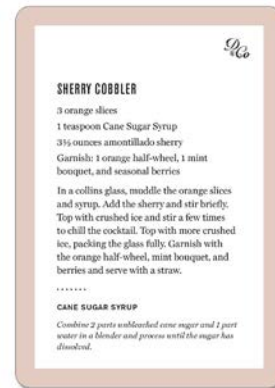 D&Co
SHERRY COBBLER
3 orange slices
1 teaspoon Cane Sugar Syrup
3½ ounces amontillado sherry
Garnish: 1 orange half-wheel, 1 mint
bouquet, and seasonal berries
In a collins glass, muddle the orange slices
and syrup. Add the sherry and stir briefly.
Top with crushed ice and stir a few times
to chill the cocktail. Top with more crushed
ice, packing the glass fully. Garnish with
the orange half-wheel, mint bouquet, and
berries and serve with a straw.
.......
CANE SUGAR SYRUP
Combine 2 parts unbleached cane sugar and 1 part
water in a blender and process until the sugar has
dissolved.